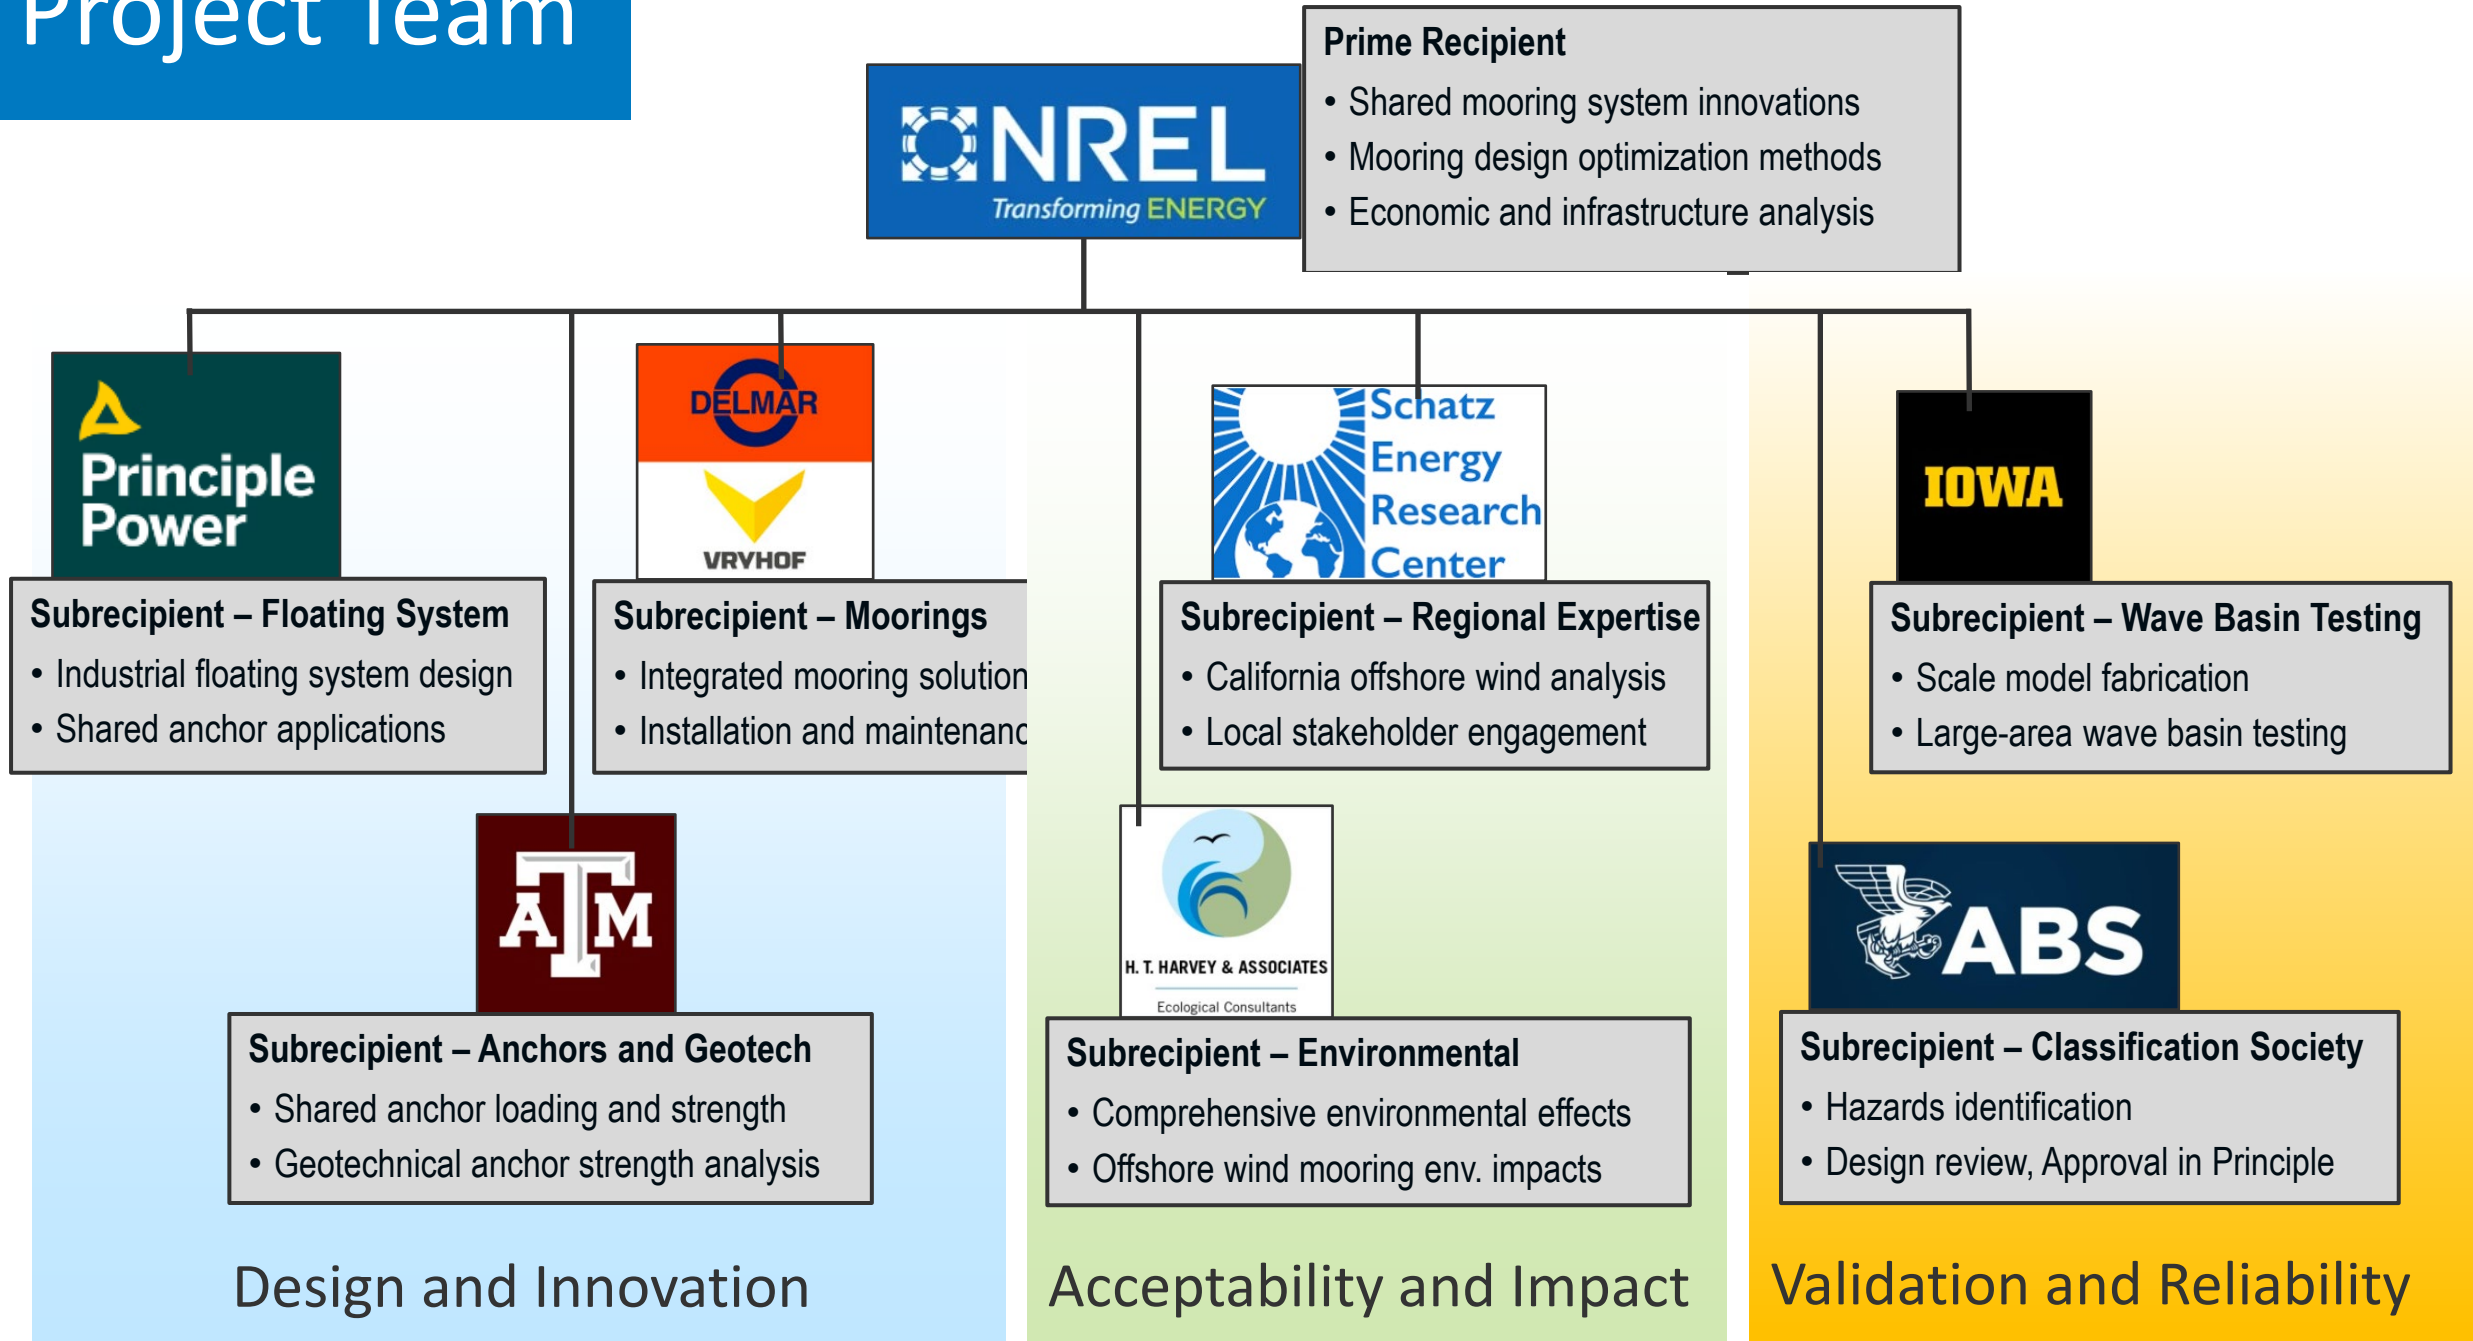 Project Team
NREL
Transforming ENERGY
Prime Recipient
• Shared mooring system innovations
• Mooring design optimization methods
• Economic and infrastructure analysis
Principle
Power
Subrecipient – Floating System
• Industrial floating system design
• Shared anchor applications
DELMAR
VRYHOF
Subrecipient – Moorings
• Integrated mooring solution
• Installation and maintenanc
Schatz
Energy
Research
Center
Subrecipient – Regional Expertise
• California offshore wind analysis
• Local stakeholder engagement
IOWA
Subrecipient – Wave Basin Testing
• Scale model fabrication
• Large-area wave basin testing
ATM
Subrecipient – Anchors and Geotech
• Shared anchor loading and strength
• Geotechnical anchor strength analysis
H. T. HARVEY & ASSOCIATES
Ecological Consultants
Subrecipient – Environmental
• Comprehensive environmental effects
• Offshore wind mooring env. impacts
ABS
Subrecipient – Classification Society
• Hazards identification
• Design review, Approval in Principle
Design and Innovation
Acceptability and Impact
Validation and Reliability